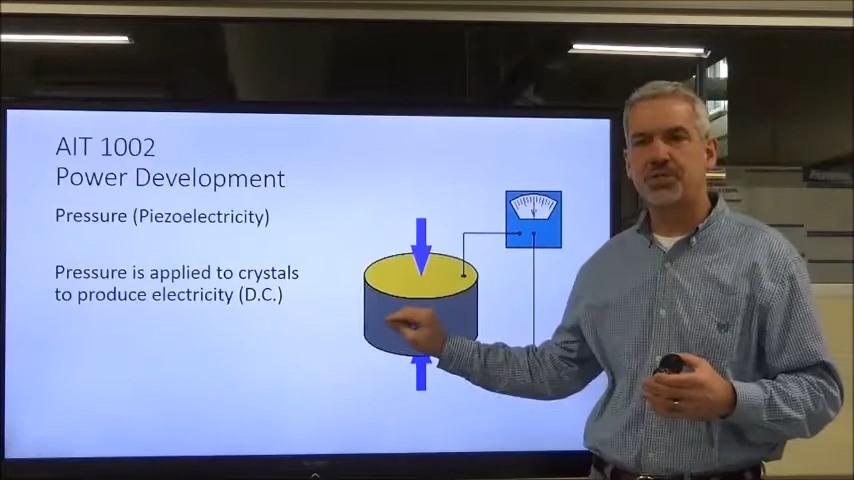 AIT 1002
Power Development
Pressure (Piezoelectricity)
Pressure is applied to crystals
to produce electricity (D.C.)